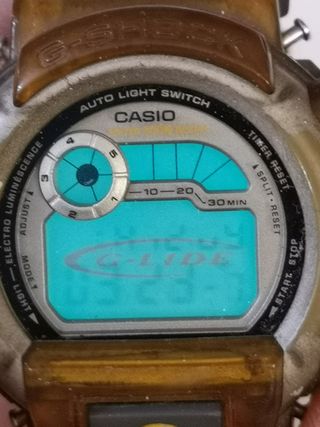 G-SHOCK
AUTO LIGHT SWITCH
CASIO
ELECTRO LUMINESCENCE
LIGHT
ADJUST
MODE
TIMER RESET
SPLIT·RESET
START STOP
5
4
3
2
1
2
10 20
30 MIN
G-LIDE